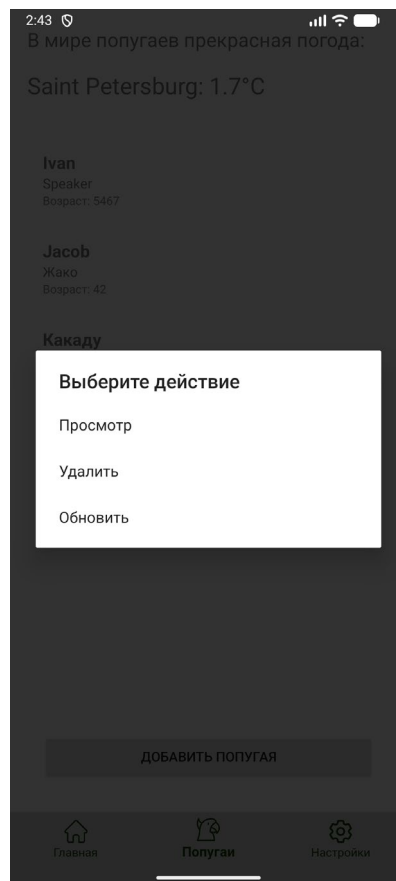 2:43
В мире попугаев прекрасная погода:
Saint Petersburg: 1.7°C
Ivan
Speaker
Возраст: 5467
Jacob
Жако
Возраст: 42
Какаду
Выберите действие
Просмотр
Удалить
Обновить
ДОБАВИТЬ ПОПУГАЯ
Главная
Попугаи
Настройки